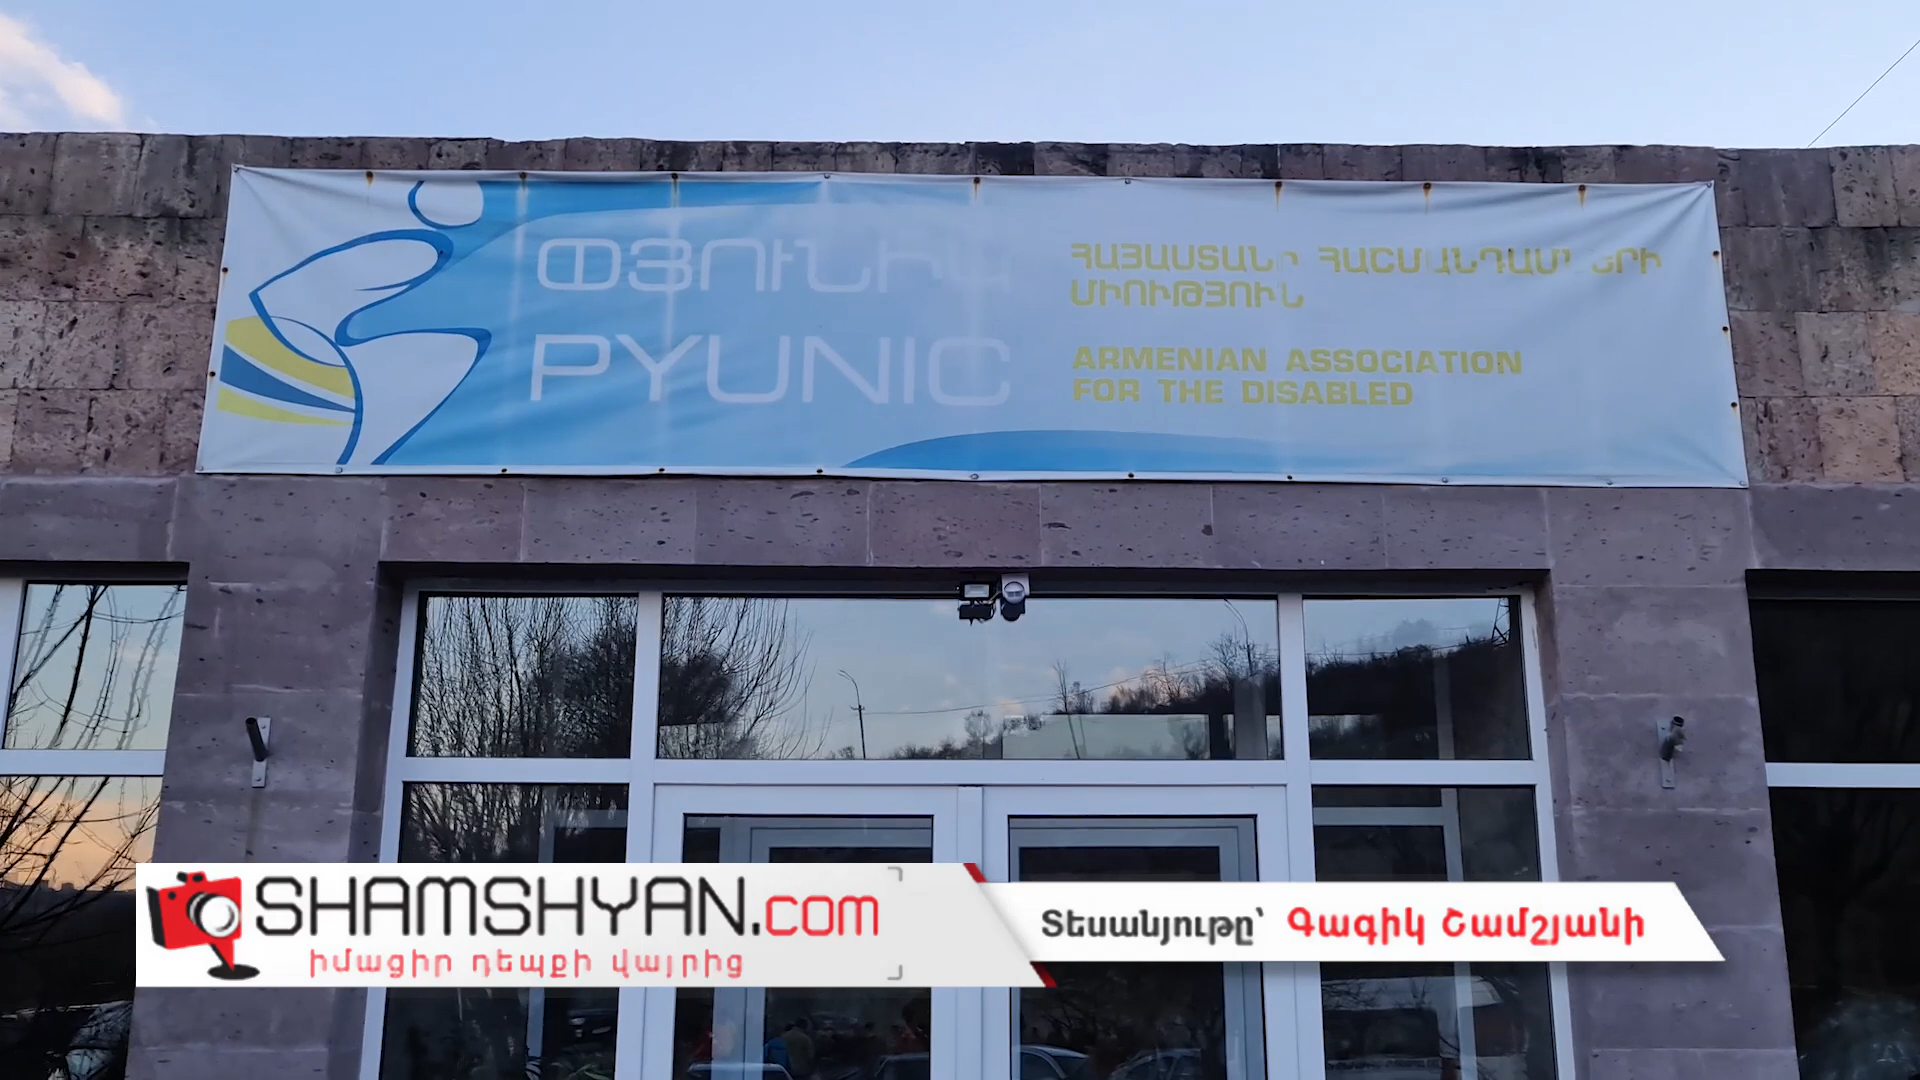 ՓՅՈՒՆԻԿ
PYUNIC
ՀԱՅԱՍՏԱՆԻ ՀԱՇՄԱՆԴԱՄՆԵՐԻ
ՄԻՈՒԹՅՈՒՆ
ARMENIAN ASSOCIATION
FOR THE DISABLED
SHAMSHYAN.com
իմացիր դեպքի վայրից
Տեսանյութը՝ Գագիկ Շամշյանի